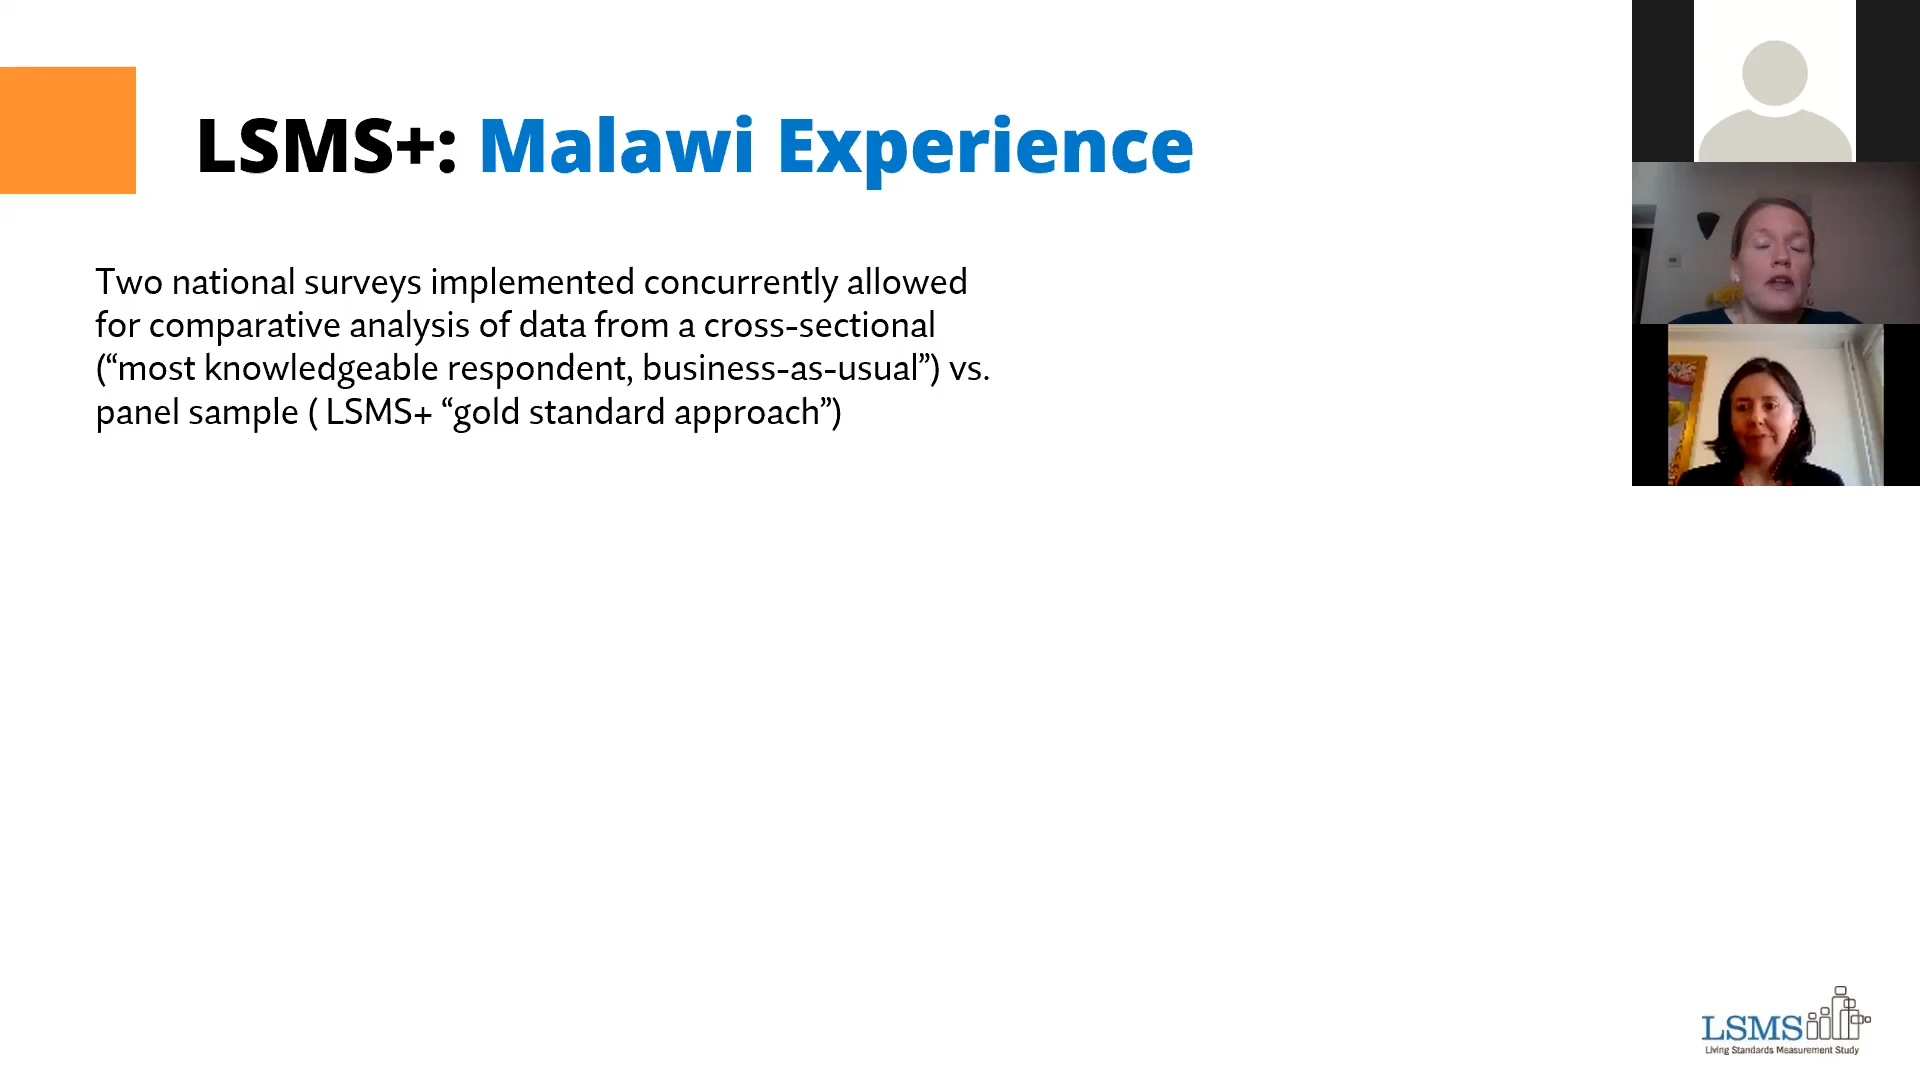 LSMS+: Malawi Experience
Two national surveys implemented concurrently allowed
for comparative analysis of data from a cross-sectional
(“most knowledgeable respondent, business-as-usual”) vs.
panel sample ( LSMS+ “gold standard approach”)
LSMS
Living Standards Measurement Study